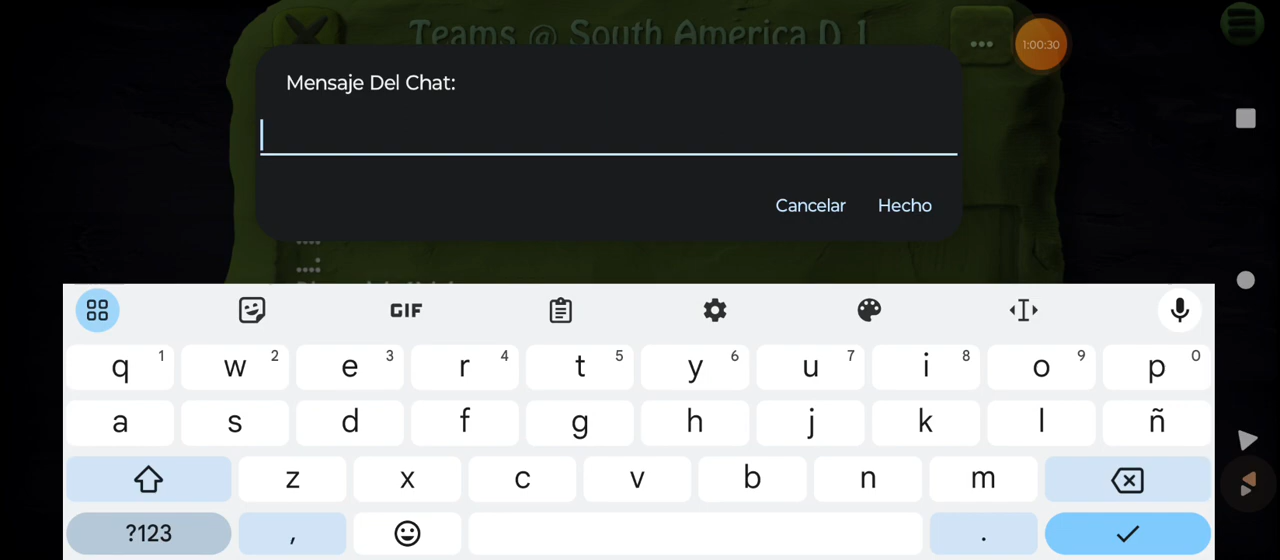 Teams @ South America D 1
1:00:30
Mensaje Del Chat:
Cancelar Hecho
GIF
q 1 w 2 e 3 r 4 t 5 y 6 u 7 i 8 o 9 p 0
a s d f g h j k l ñ
z x c v b n m
?123 , .